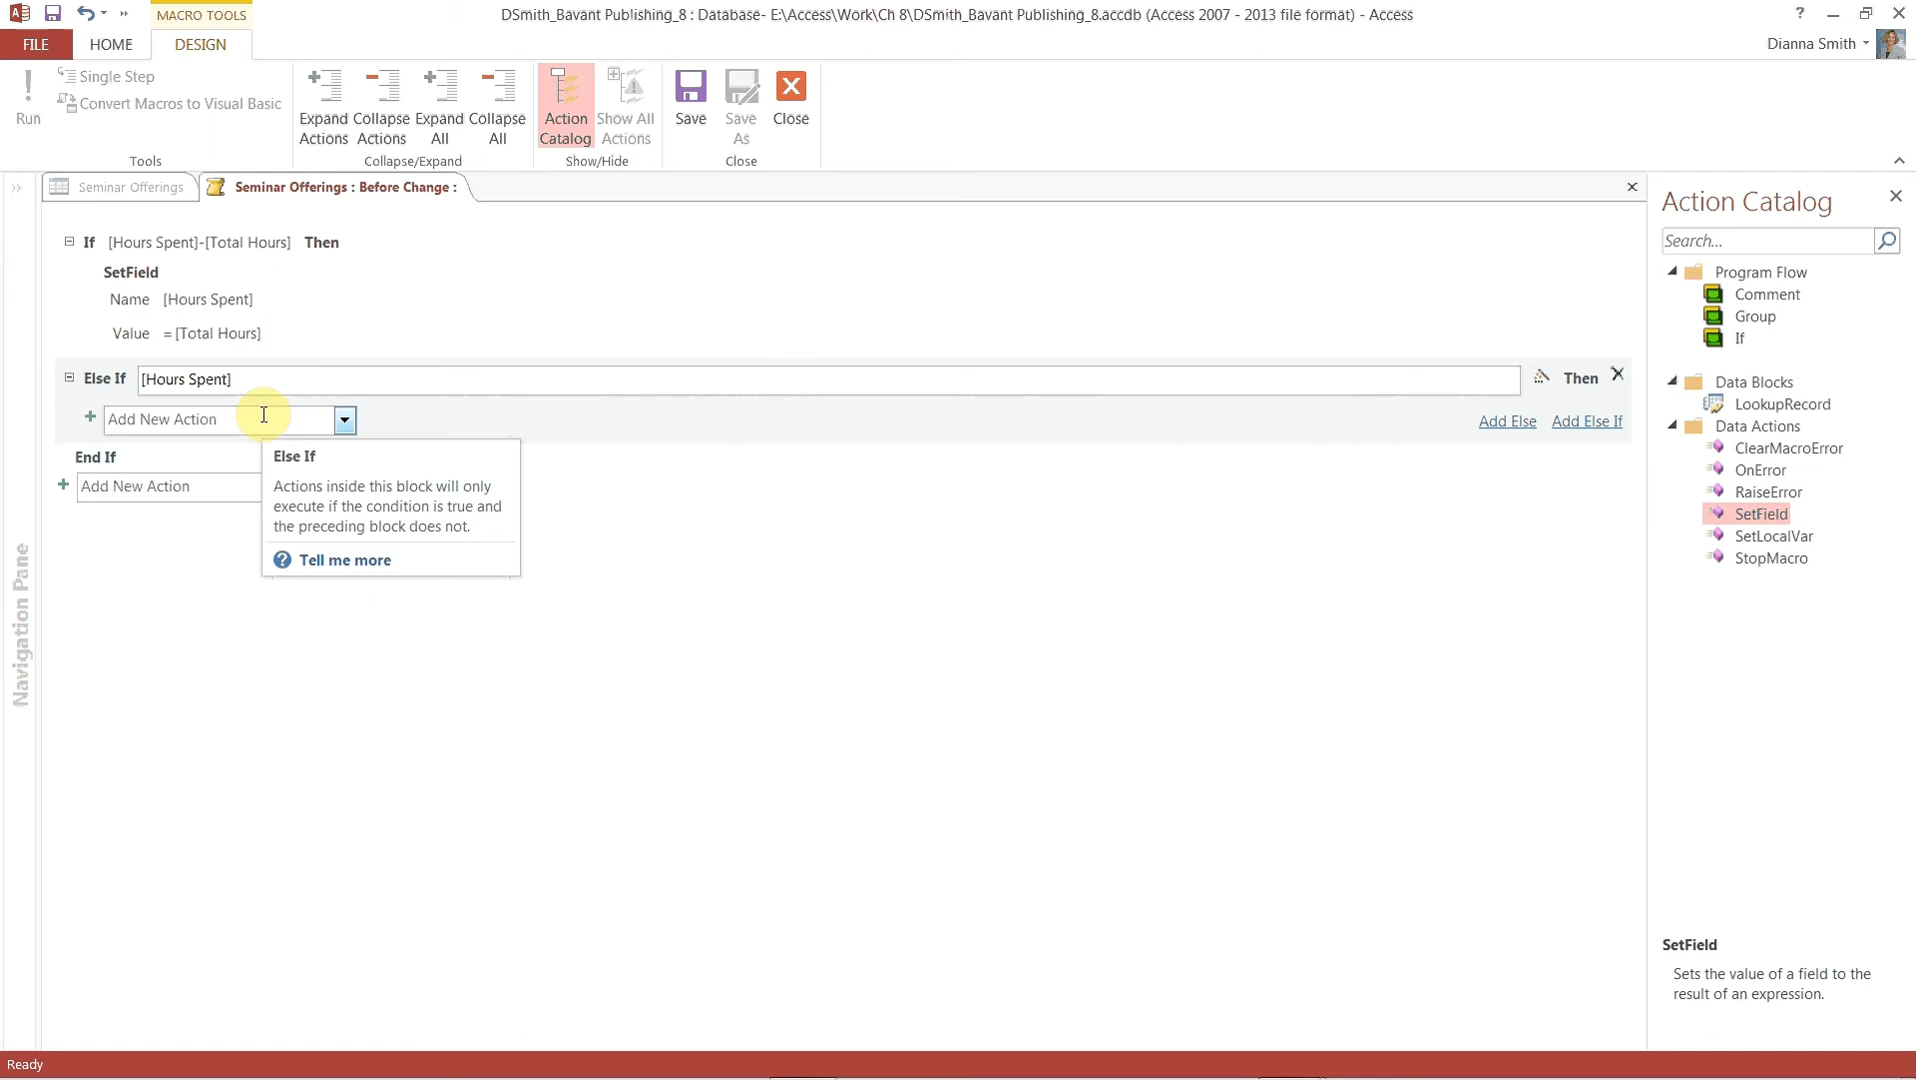 MACRO TOOLS
DSmith_Bavant Publishing_8 : Database- E:\Access\Work\Ch 8\DSmith_Bavant Publishing_8.accdb (Access 2007 - 2013 file format) - Access
?
FILE
HOME
DESIGN
Dianna Smith
Run
Single Step
Convert Macros to Visual Basic
Tools
Expand Actions
Collapse Actions
Expand All
Collapse All
Collapse/Expand
Action Catalog
Show All Actions
Show/Hide
Save
Save As
Close
Close
Seminar Offerings
Seminar Offerings : Before Change :
If [Hours Spent]-[Total Hours] Then
SetField
Name [Hours Spent]
Value = [Total Hours]
Else If [Hours Spent] Then
Add New Action
Add Else Add Else If
End If
Add New Action
Else If
Actions inside this block will only
execute if the condition is true and
the preceding block does not.
? Tell me more
Navigation Pane
Action Catalog
Search...
Program Flow
Comment
Group
If
Data Blocks
LookupRecord
Data Actions
ClearMacroError
OnError
RaiseError
SetField
SetLocalVar
StopMacro
SetField
Sets the value of a field to the
result of an expression.
Ready